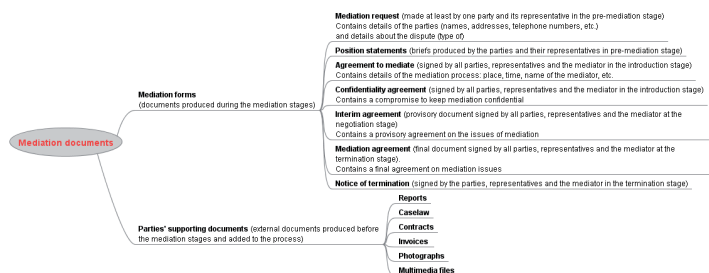 Mediation request (made at least by one party and its representative in the pre-mediation stage)
Contains details of the parties (names, addresses, telephone numbers, etc.)
and details about the dispute (type of)
Position statements (briefs produced by the parties and their representatives in pre-mediation stage)
Agreement to mediate (signed by all parties, representatives and the mediator in the introduction stage)
Contains details of the mediation process: place, time, name of the mediator, etc.
Mediation forms
(documents produced during the mediation stages)
Confidentiality agreement (signed by all parties, representatives and the mediator in the introduction stage)
Contains a compromise to keep mediation confidential
Interim agreement (provisory document signed by all parties, representatives and the mediator at the
negotiation stage)
Contains a provisory agreement on the issues of mediation
Mediation documents
Mediation agreement (final document signed by all parties, representatives and the mediator at the
termination stage).
Contains a final agreement on mediation issues
Notice of termination (signed by the parties, representatives and the mediator in the termination stage)
Parties' supporting documents (external documents produced before
the mediation stages and added to the process)
Reports
Caselaw
Contracts
Invoices
Photographs
Multimedia files